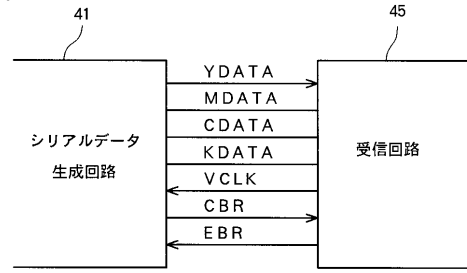 41
45
YDATA
MDATA
CDATA
KDATA
VCLK
CBR
EBR
シリアルデータ
生成回路
受信回路